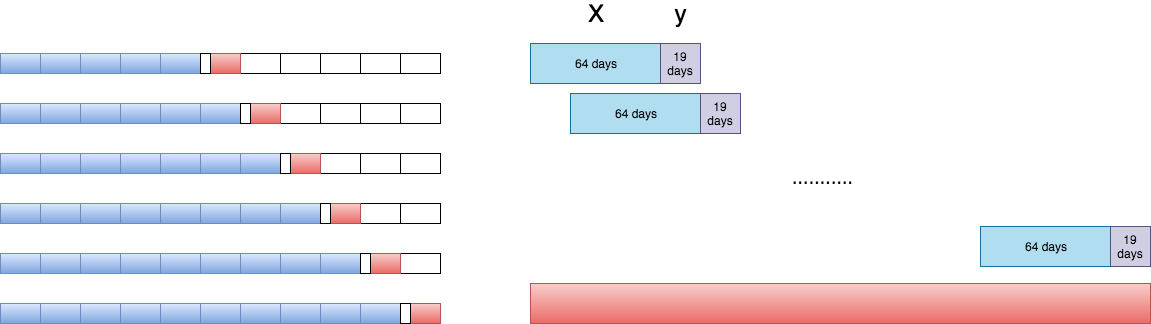 X y
64 days
19
days
64 days
19
days
...........
64 days
19
days